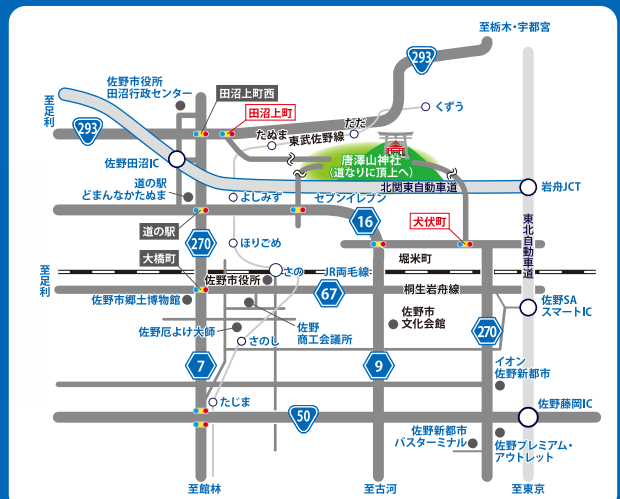 至栃木・宇都宮
293
佐野市役所
田沼行政センター
田沼上町西
田沼上町
至足利
293
くずう
ただ
たぬま
東武佐野線
唐澤山神社
(道なりに頂上へ)
佐野田沼IC
北関東自動車道
岩舟JCT
道の駅
どまんなかたぬま
よしみず
セブンイレブン
道の駅
16
犬伏町
東北自動車道
270
ほりごめ
堀米町
大橋町
至足利
佐野市役所
さの
JR両毛線
67
桐生岩舟線
佐野市郷土博物館
佐野SA
スマートIC
佐野厄よけ大師
佐野
商工会議所
佐野市
文化会館
270
さのし
7
9
イオン
佐野新都市
たじま
50
佐野藤岡IC
佐野新都市
バスターミナル
佐野プレミアム・
アウトレット
至館林
至古河
至東京